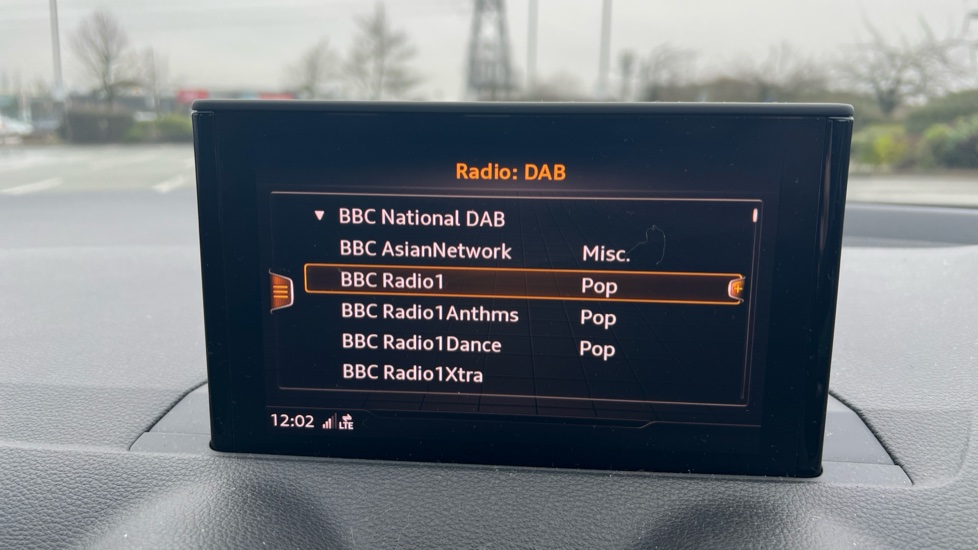 Radio: DAB
▼ BBC National DAB
BBC AsianNetwork Misc.
BBC Radio1 Pop
BBC Radio1Anthms Pop
BBC Radio1Dance Pop
BBC Radio1Xtra
12:02 LTE